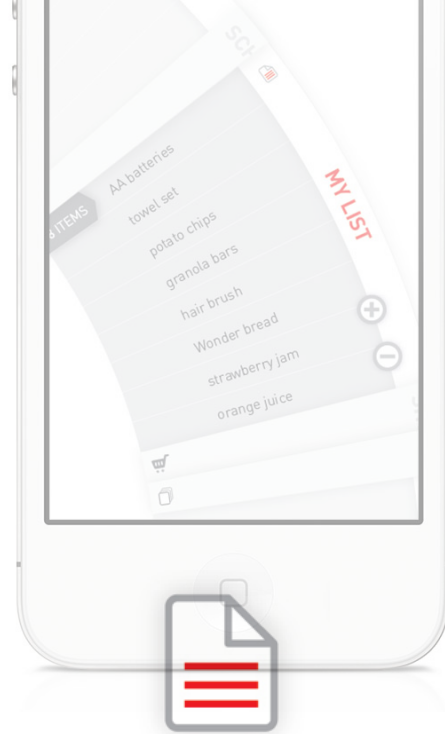 MY LIST
8 ITEMS
AA batteries
towel set
potato chips
granola bars
hair brush
Wonder bread
strawberry jam
orange juice